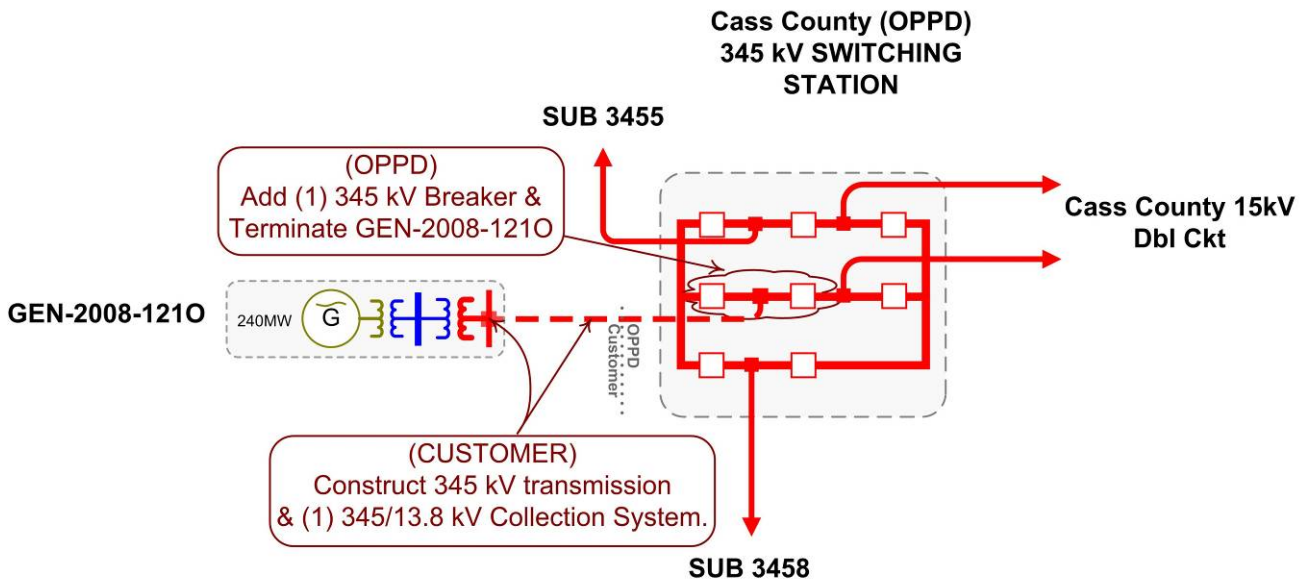 Cass County (OPPD)
345 kV SWITCHING
STATION
SUB 3455
(OPPD)
Add (1) 345 kV Breaker &
Terminate GEN-2008-121O
Cass County 15kV
Dbl Ckt
GEN-2008-121O
240MW
G
OPPD
Customer
(CUSTOMER)
Construct 345 kV transmission
& (1) 345/13.8 kV Collection System.
SUB 3458